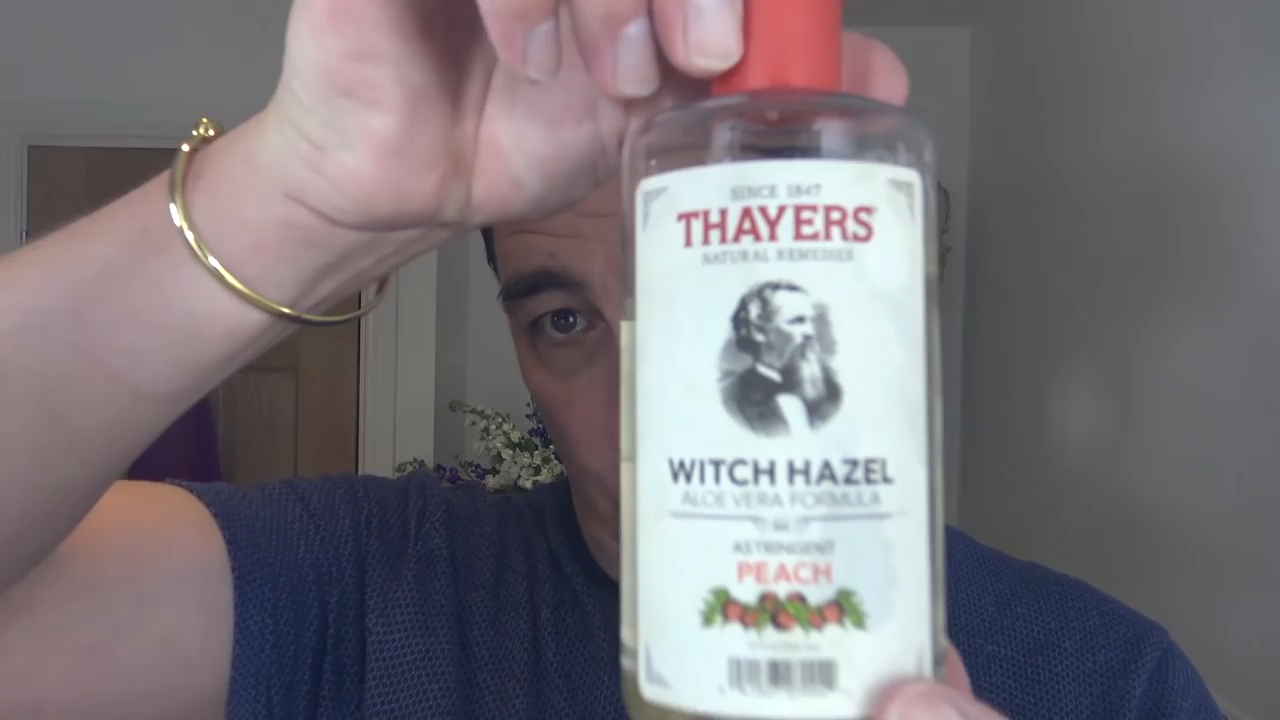 SINCE 1847
THAYERS
NATURAL REMEDIES
WITCH HAZEL
ALOE VERA FORMULA
ASTRINGENT
PEACH